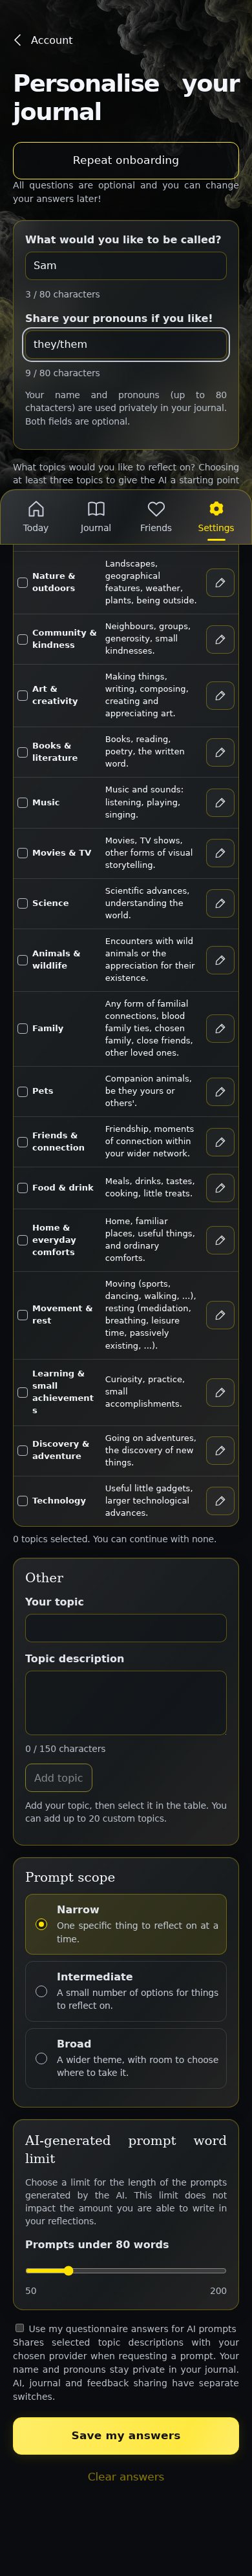 Account
Personalise your
journal
Repeat onboarding
All questions are optional and you can change
your answers later!
What would you like to be called?
Sam
3 / 80 characters
Share your pronouns if you like!
they/them
9 / 80 characters
Your name and pronouns (up to 80
chatacters) are used privately in your journal.
Both fields are optional.
What topics would you like to reflect on? Choosing
at least three topics to give the AI a starting point
Today
Journal
Friends
Settings
Nature &
outdoors
Landscapes,
geographical
features, weather,
plants, being outside.
Community &
kindness
Neighbours, groups,
generosity, small
kindnesses.
Art &
creativity
Making things,
writing, composing,
creating and
appreciating art.
Books &
literature
Books, reading,
poetry, the written
word.
Music
Music and sounds:
listening, playing,
singing.
Movies & TV
Movies, TV shows,
other forms of visual
storytelling.
Science
Scientific advances,
understanding the
world.
Animals &
wildlife
Encounters with wild
animals or the
appreciation for their
existence.
Family
Any form of familial
connections, blood
family ties, chosen
family, close friends,
other loved ones.
Pets
Companion animals,
be they yours or
others'.
Friends &
connection
Friendship, moments
of connection within
your wider network.
Food & drink
Meals, drinks, tastes,
cooking, little treats.
Home &
everyday
comforts
Home, familiar
places, useful things,
and ordinary
comforts.
Movement &
rest
Moving (sports,
dancing, walking, ...),
resting (medidation,
breathing, leisure
time, passively
existing, ...).
Learning &
small
achievement
s
Curiosity, practice,
small
accomplishments.
Discovery &
adventure
Going on adventures,
the discovery of new
things.
Technology
Useful little gadgets,
larger technological
advances.
0 topics selected. You can continue with none.
Other
Your topic
Topic description
0 / 150 characters
Add topic
Add your topic, then select it in the table. You
can add up to 20 custom topics.
Prompt scope
Narrow
One specific thing to reflect on at a
time.
Intermediate
A small number of options for things
to reflect on.
Broad
A wider theme, with room to choose
where to take it.
AI-generated prompt word
limit
Choose a limit for the length of the prompts
generated by the AI. This limit does not
impact the amount you are able to write in
your reflections.
Prompts under 80 words
50
200
Use my questionnaire answers for AI prompts
Shares selected topic descriptions with your
chosen provider when requesting a prompt. Your
name and pronouns stay private in your journal.
AI, journal and feedback sharing have separate
switches.
Save my answers
Clear answers